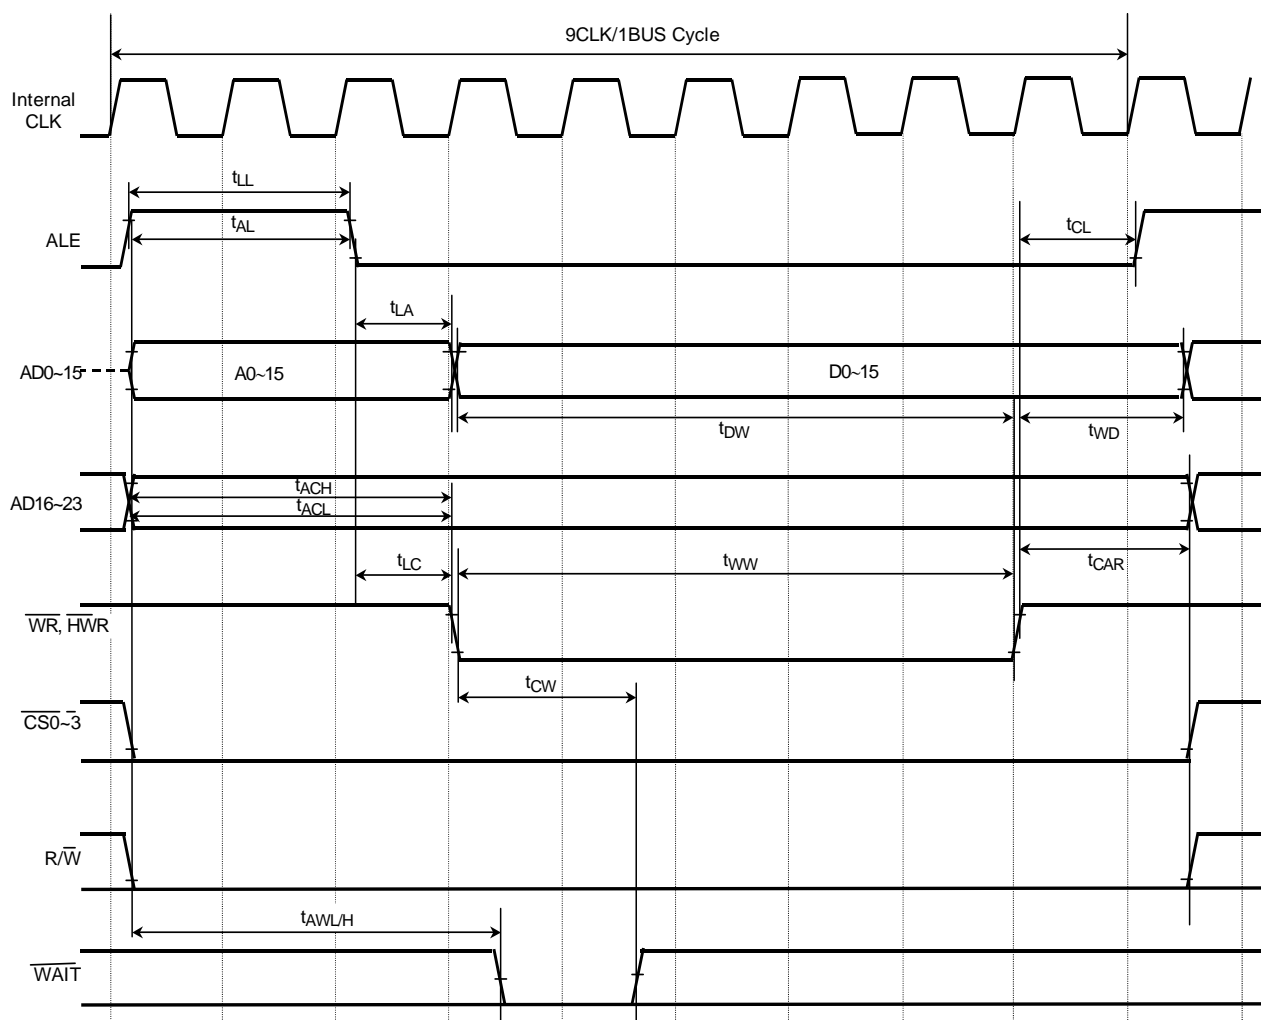 9CLK/1BUS Cycle
Internal
CLK
tLL
tAL
tCL
ALE
tLA
AD0~15
A0~15
D0~15
tDW
tWD
AD16~23
tACH
tACL
tLC
tWW
tCAR
WR, HWR
tCW
CS0~3
R/W
tAWL/H
WAIT